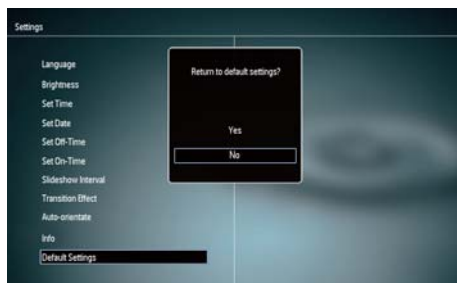 Settings
Language
Brightness
Set Time
Set Date
Set Off-Time
Set On-Time
Slideshow Interval
Transition Effect
Auto-orientate
Info
Default Settings
Return to default settings?
Yes
No